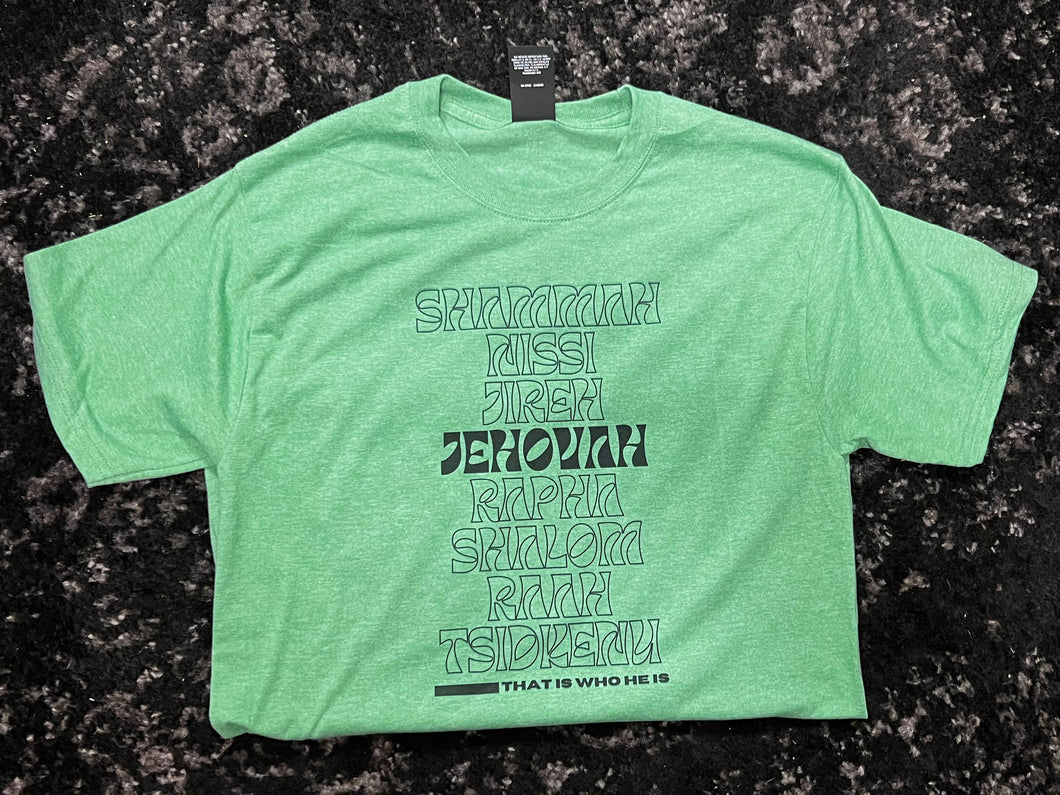 SHAMMAH
NISSI
JIREH
JEHOVAH
RAPHA
SHALOM
RAAH
TSIDKENU
THAT IS WHO HE IS